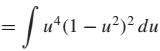 = ∫ u⁴(1 − u²)² du